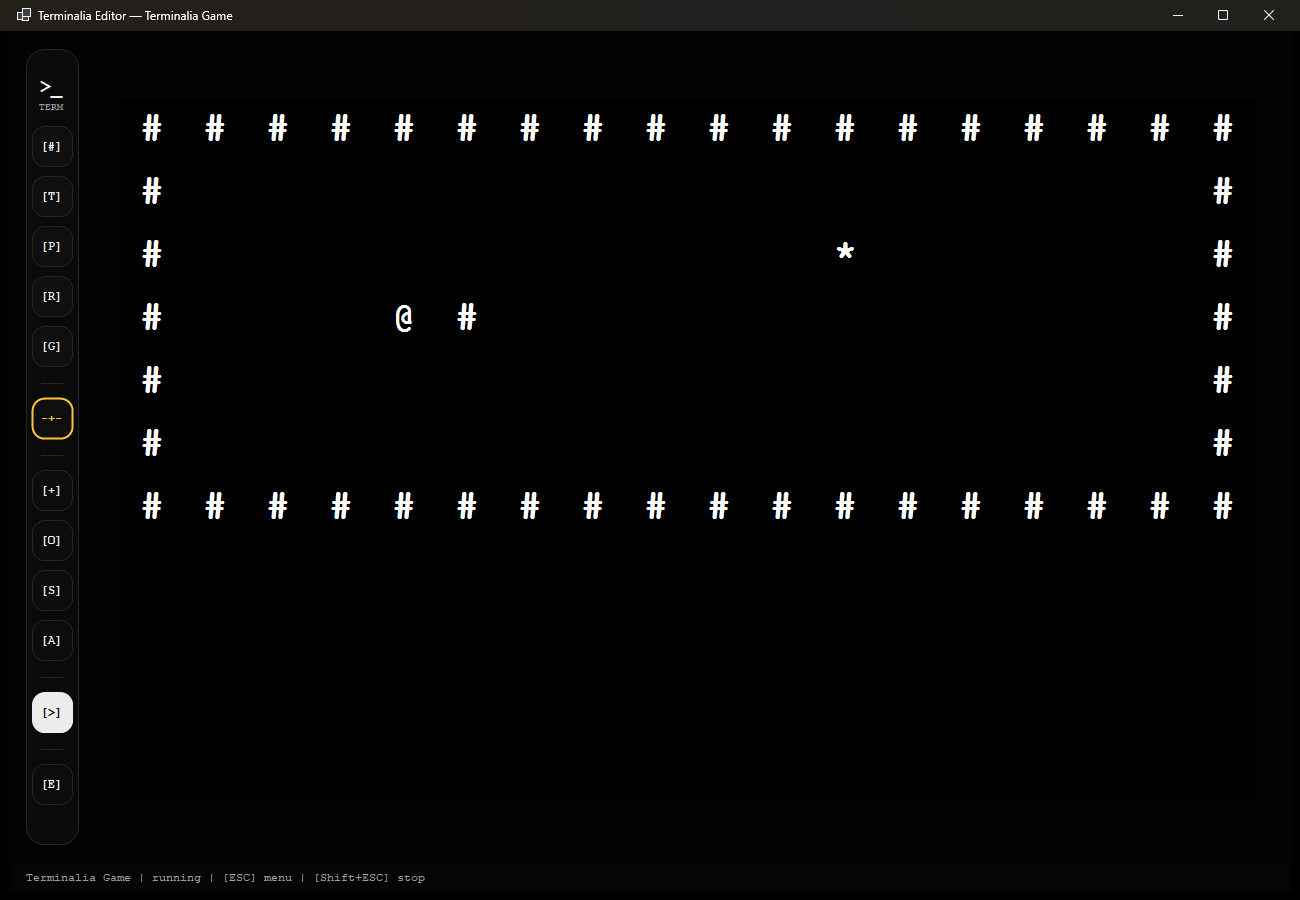 Terminalia Editor — Terminalia Game
>_
TERM
[#]
[T]
[P]
[R]
[G]
-+-
[+]
[O]
[S]
[A]
[>]
[E]
# # # # # # # # # # # # # # # # # #
# #
# * #
# @ # #
# #
# #
# # # # # # # # # # # # # # # # # #
Terminalia Game | running | [ESC] menu | [Shift+ESC] stop